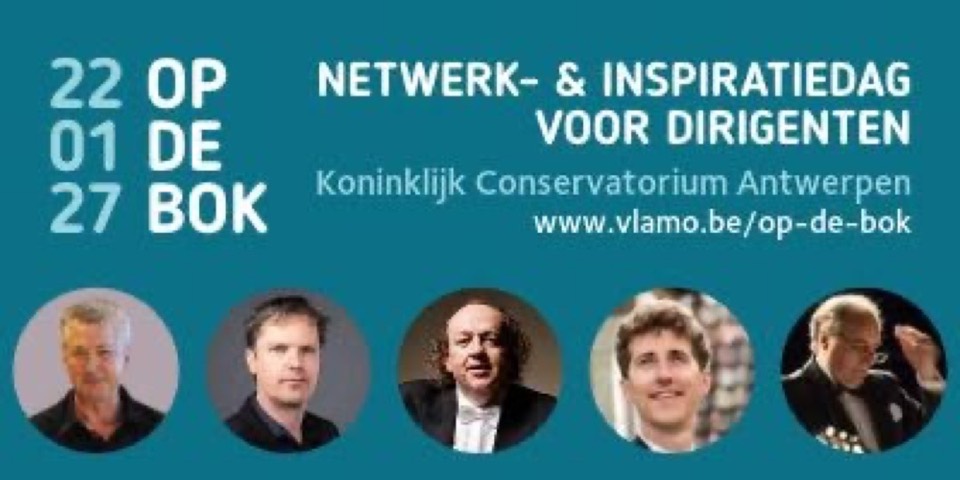 22 OP
01 DE
27 BOK
NETWERK- & INSPIRATIEDAG
VOOR DIRIGENTEN
Koninklijk Conservatorium Antwerpen
www.vlamo.be/op-de-bok